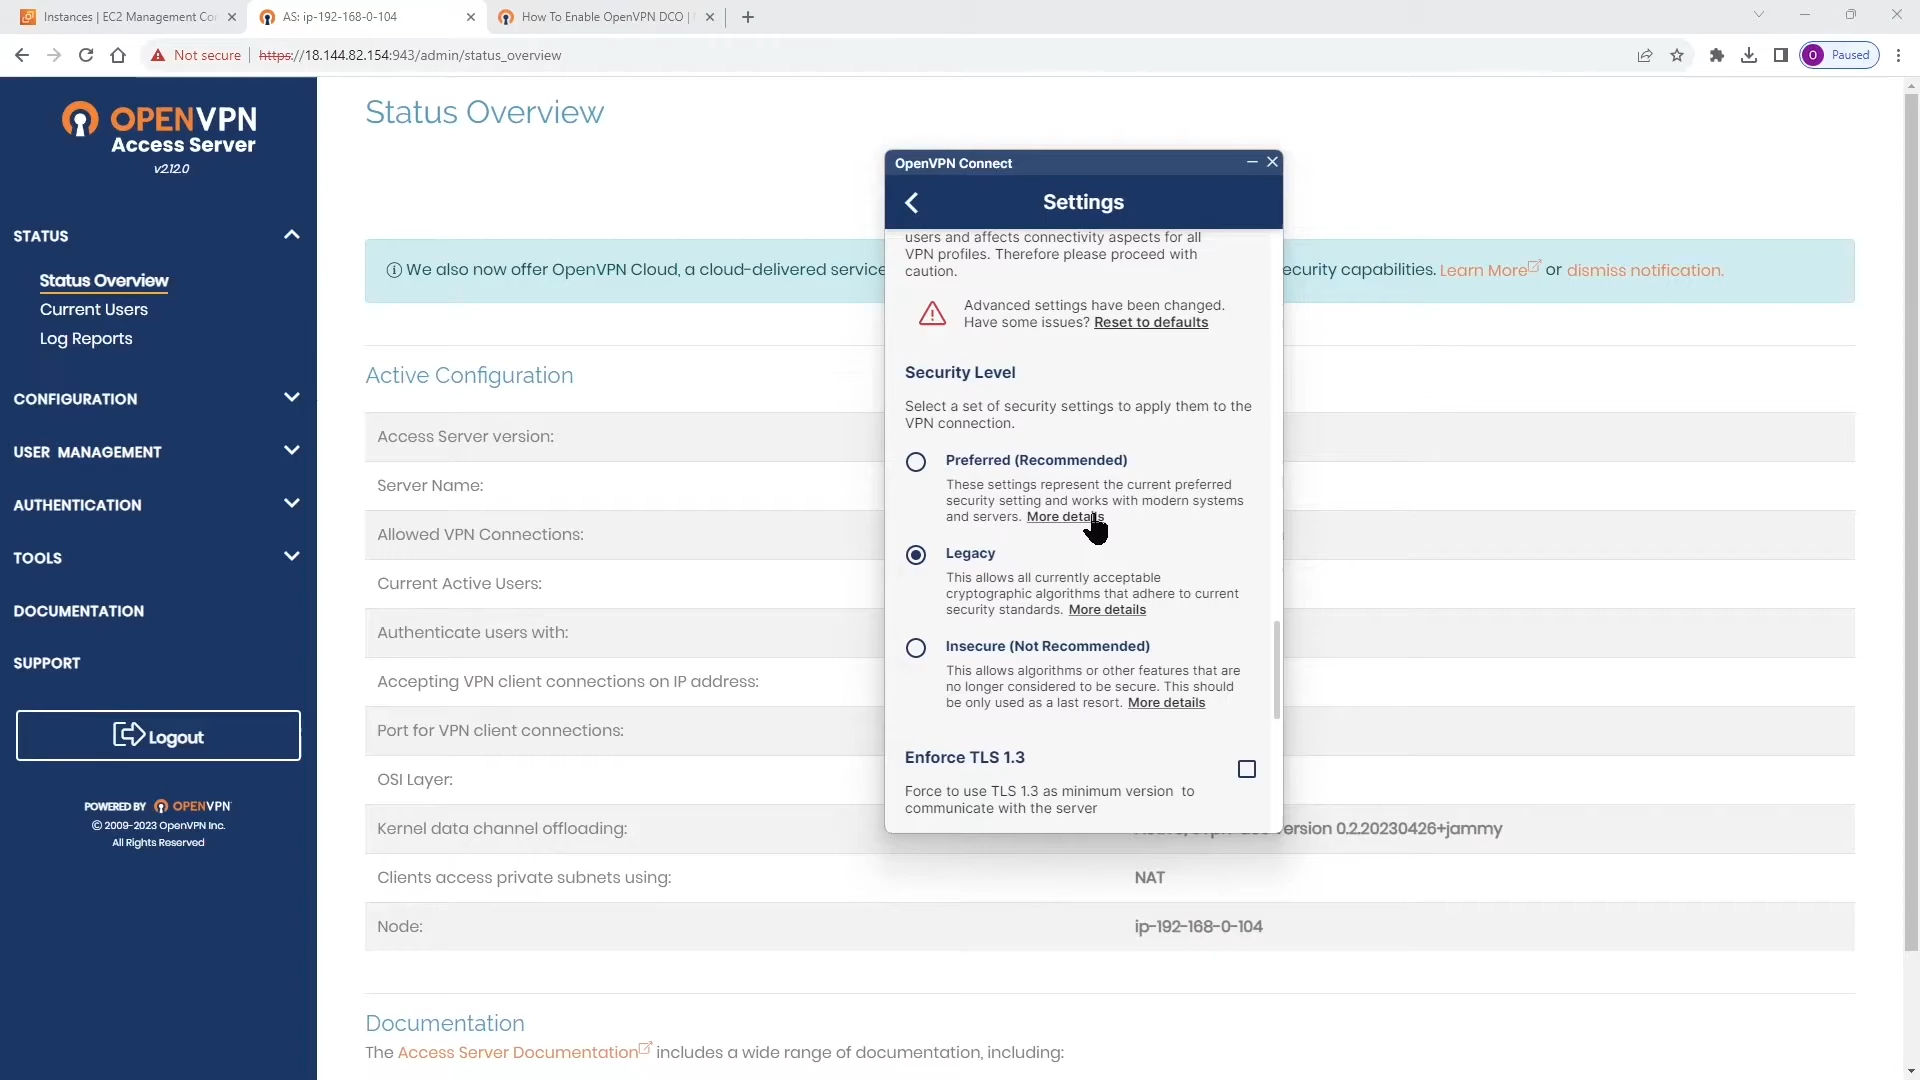 Instances | EC2 Management Co
AS: ip-192-168-0-104
How To Enable OpenVPN DCO |
Not secure
https://18.144.82.154:943/admin/status_overview
O
Paused
OPENVPN
Access Server
v2.12.0
STATUS
Status Overview
Current Users
Log Reports
CONFIGURATION
USER MANAGEMENT
AUTHENTICATION
TOOLS
DOCUMENTATION
SUPPORT
Logout
POWERED BY OPENVPN
© 2009-2023 OpenVPN Inc.
All Rights Reserved
Status Overview
We also now offer OpenVPN Cloud, a cloud-delivered service
ecurity capabilities. Learn More or dismiss notification.
Active Configuration
Access Server version:
Server Name:
Allowed VPN Connections:
Current Active Users:
Authenticate users with:
Accepting VPN client connections on IP address:
Port for VPN client connections:
OSI Layer:
Kernel data channel offloading:
version 0.2.20230426+jammy
Clients access private subnets using:
NAT
Node:
ip-192-168-0-104
Documentation
The Access Server Documentation includes a wide range of documentation, including:
OpenVPN Connect
Settings
users and affects connectivity aspects for all
VPN profiles. Therefore please proceed with
caution.
Advanced settings have been changed.
Have some issues? Reset to defaults
Security Level
Select a set of security settings to apply them to the
VPN connection.
Preferred (Recommended)
These settings represent the current preferred
security setting and works with modern systems
and servers. More details
Legacy
This allows all currently acceptable
cryptographic algorithms that adhere to current
security standards. More details
Insecure (Not Recommended)
This allows algorithms or other features that are
no longer considered to be secure. This should
be only used as a last resort. More details
Enforce TLS 1.3
Force to use TLS 1.3 as minimum version to
communicate with the server